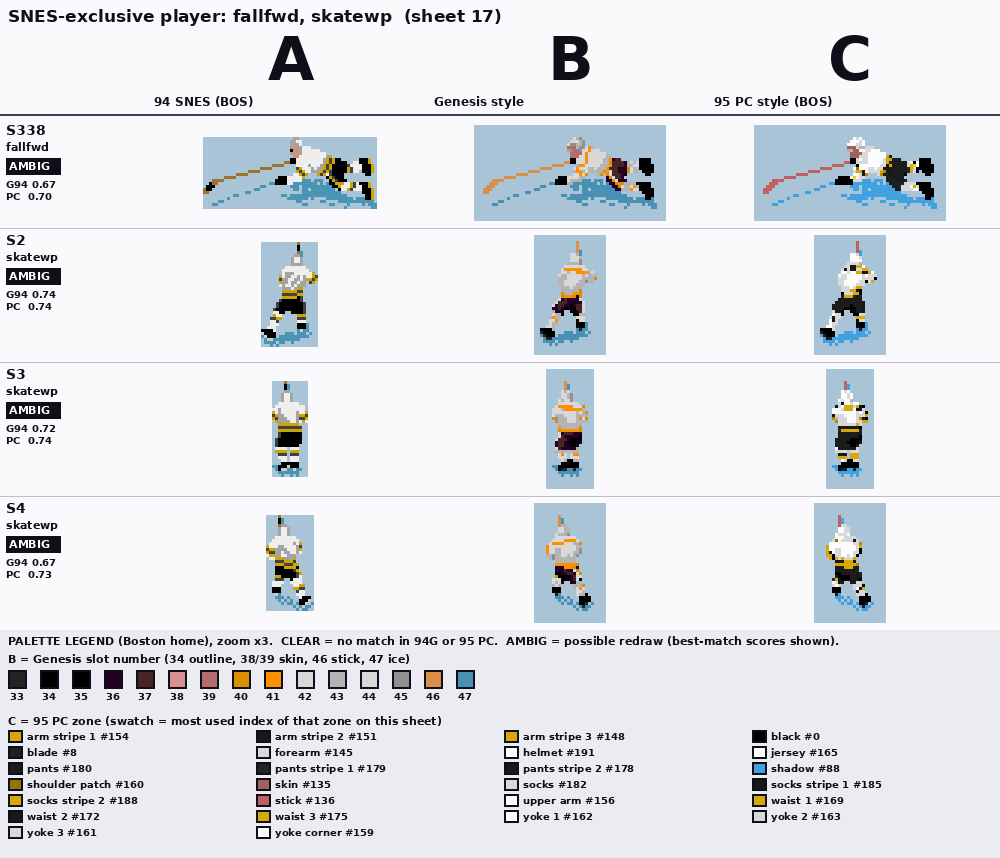 SNES-exclusive player: fallfwd, skatewp  (sheet 17)
A B C
94 SNES (BOS) Genesis style 95 PC style (BOS)
S338
fallfwd
AMBIG
G94 0.67
PC  0.70
S2
skatewp
AMBIG
G94 0.74
PC  0.74
S3
skatewp
AMBIG
G94 0.72
PC  0.74
S4
skatewp
AMBIG
G94 0.67
PC  0.73
PALETTE LEGEND (Boston home), zoom x3.  CLEAR = no match in 94G or 95 PC.  AMBIG = possible redraw (best-match scores shown).
B = Genesis slot number (34 outline, 38/39 skin, 46 stick, 47 ice)
33 34 35 36 37 38 39 40 41 42 43 44 45 46 47
C = 95 PC zone (swatch = most used index of that zone on this sheet)
arm stripe 1 #154 arm stripe 2 #151 arm stripe 3 #148 black #0
blade #8 forearm #145 helmet #191 jersey #165
pants #180 pants stripe 1 #179 pants stripe 2 #178 shadow #88
shoulder patch #160 skin #135 socks #182 socks stripe 1 #185
socks stripe 2 #188 stick #136 upper arm #156 waist 1 #169
waist 2 #172 waist 3 #175 yoke 1 #162 yoke 2 #163
yoke 3 #161 yoke corner #159